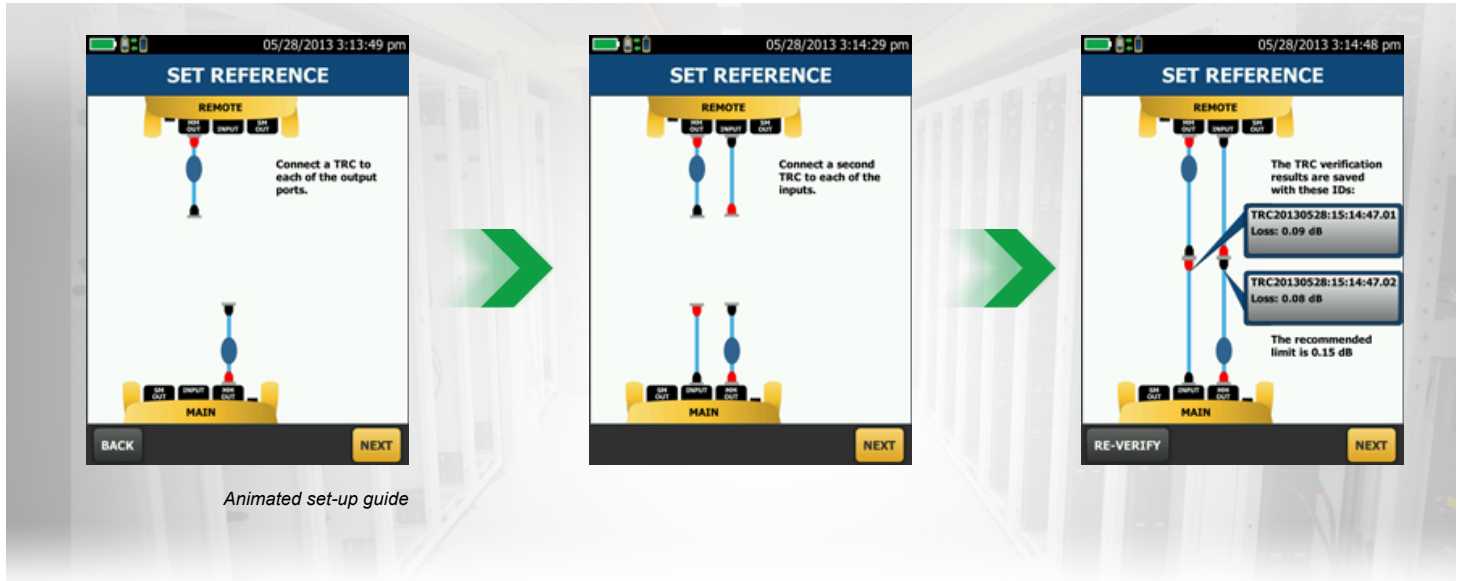 05/28/2013 3:13:49 pm
SET REFERENCE
REMOTE
MM
OUT
INPUT
SM
OUT
Connect a TRC to
each of the output
ports.
SM
OUT
INPUT
MM
OUT
MAIN
BACK
NEXT
Animated set-up guide
05/28/2013 3:14:29 pm
SET REFERENCE
REMOTE
MM
OUT
INPUT
SM
OUT
Connect a second
TRC to each of the
inputs.
SM
OUT
INPUT
MM
OUT
MAIN
NEXT
05/28/2013 3:14:48 pm
SET REFERENCE
REMOTE
MM
OUT
INPUT
SM
OUT
The TRC verification
results are saved
with these IDs:
TRC20130528:15:14:47.01
Loss: 0.09 dB
TRC20130528:15:14:47.02
Loss: 0.08 dB
The recommended
limit is 0.15 dB
SM
OUT
INPUT
MM
OUT
MAIN
RE-VERIFY
NEXT